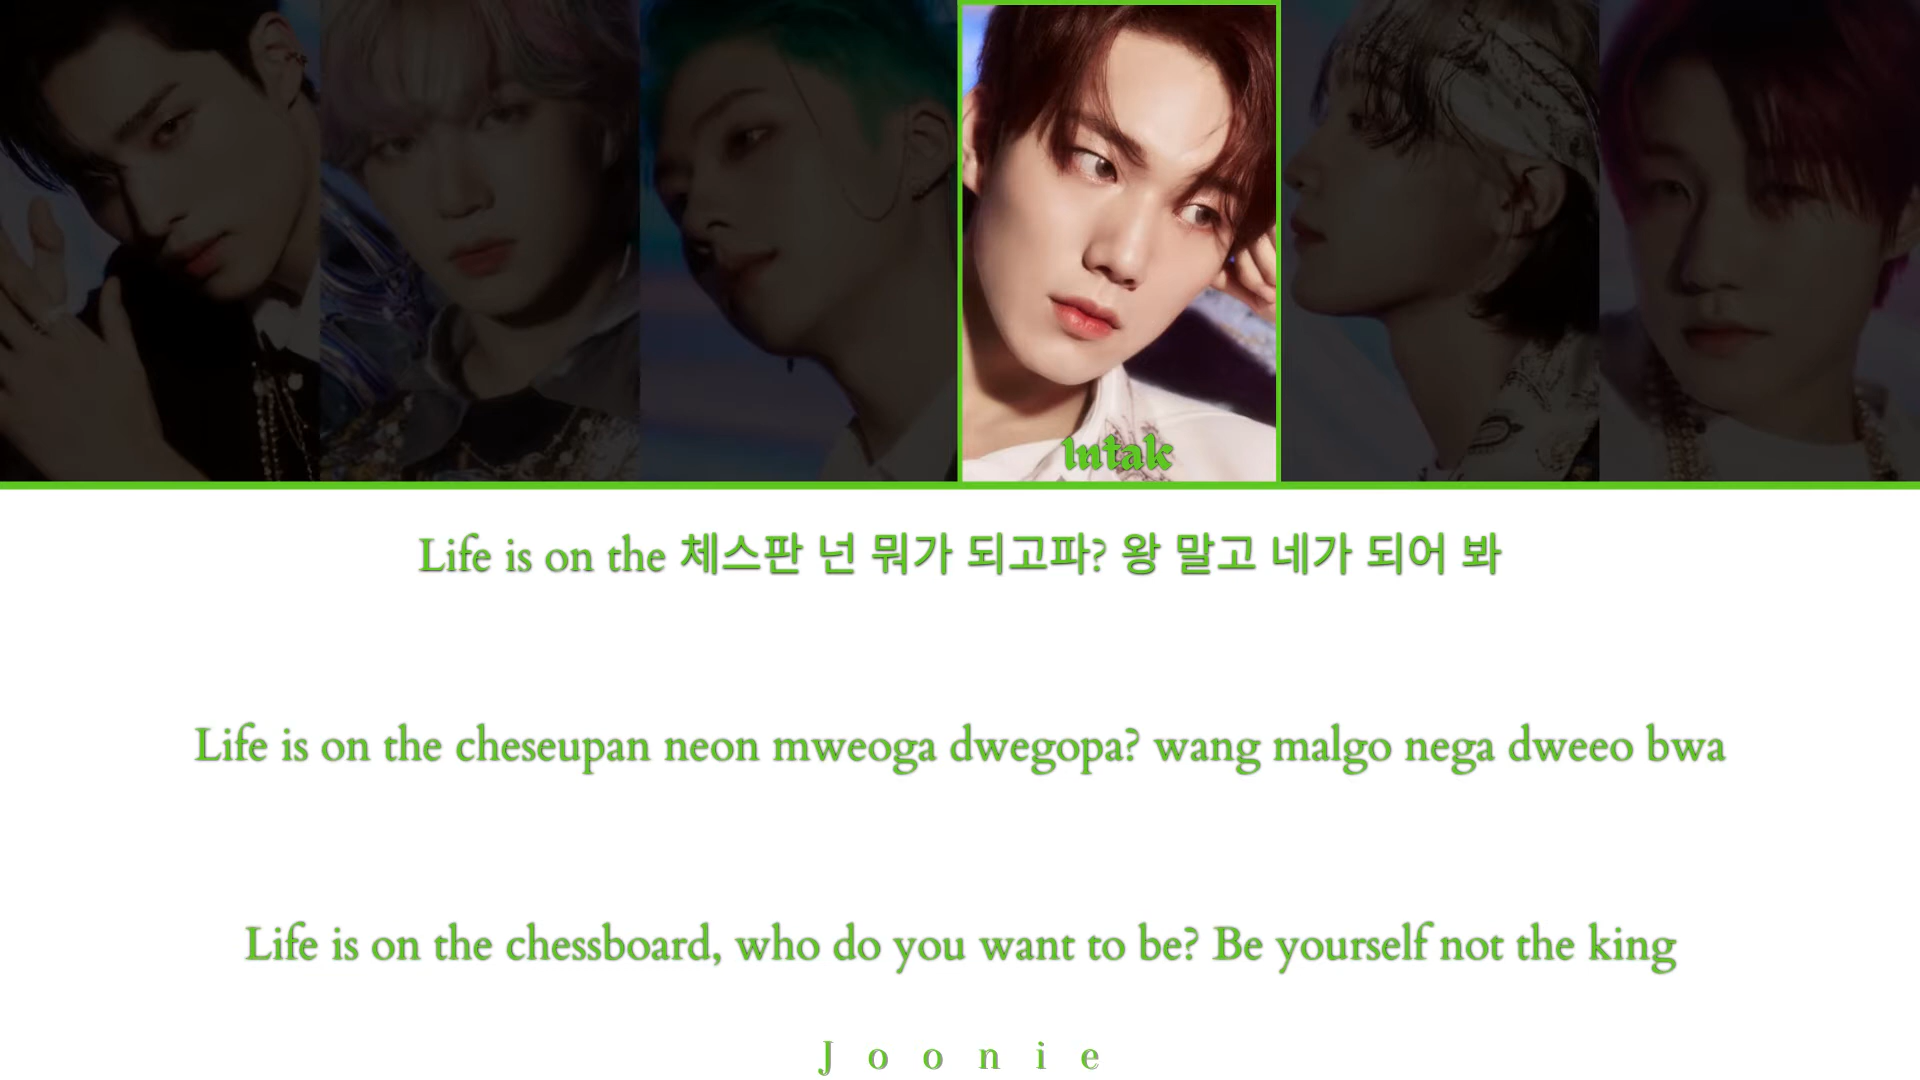 Intak
Life is on the 체스판 넌 뭐가 되고파? 왕 말고 네가 되어 봐
Life is on the cheseupan neon mweoga dwegopa? wang malgo nega dweeo bwa
Life is on the chessboard, who do you want to be? Be yourself not the king
Joonie